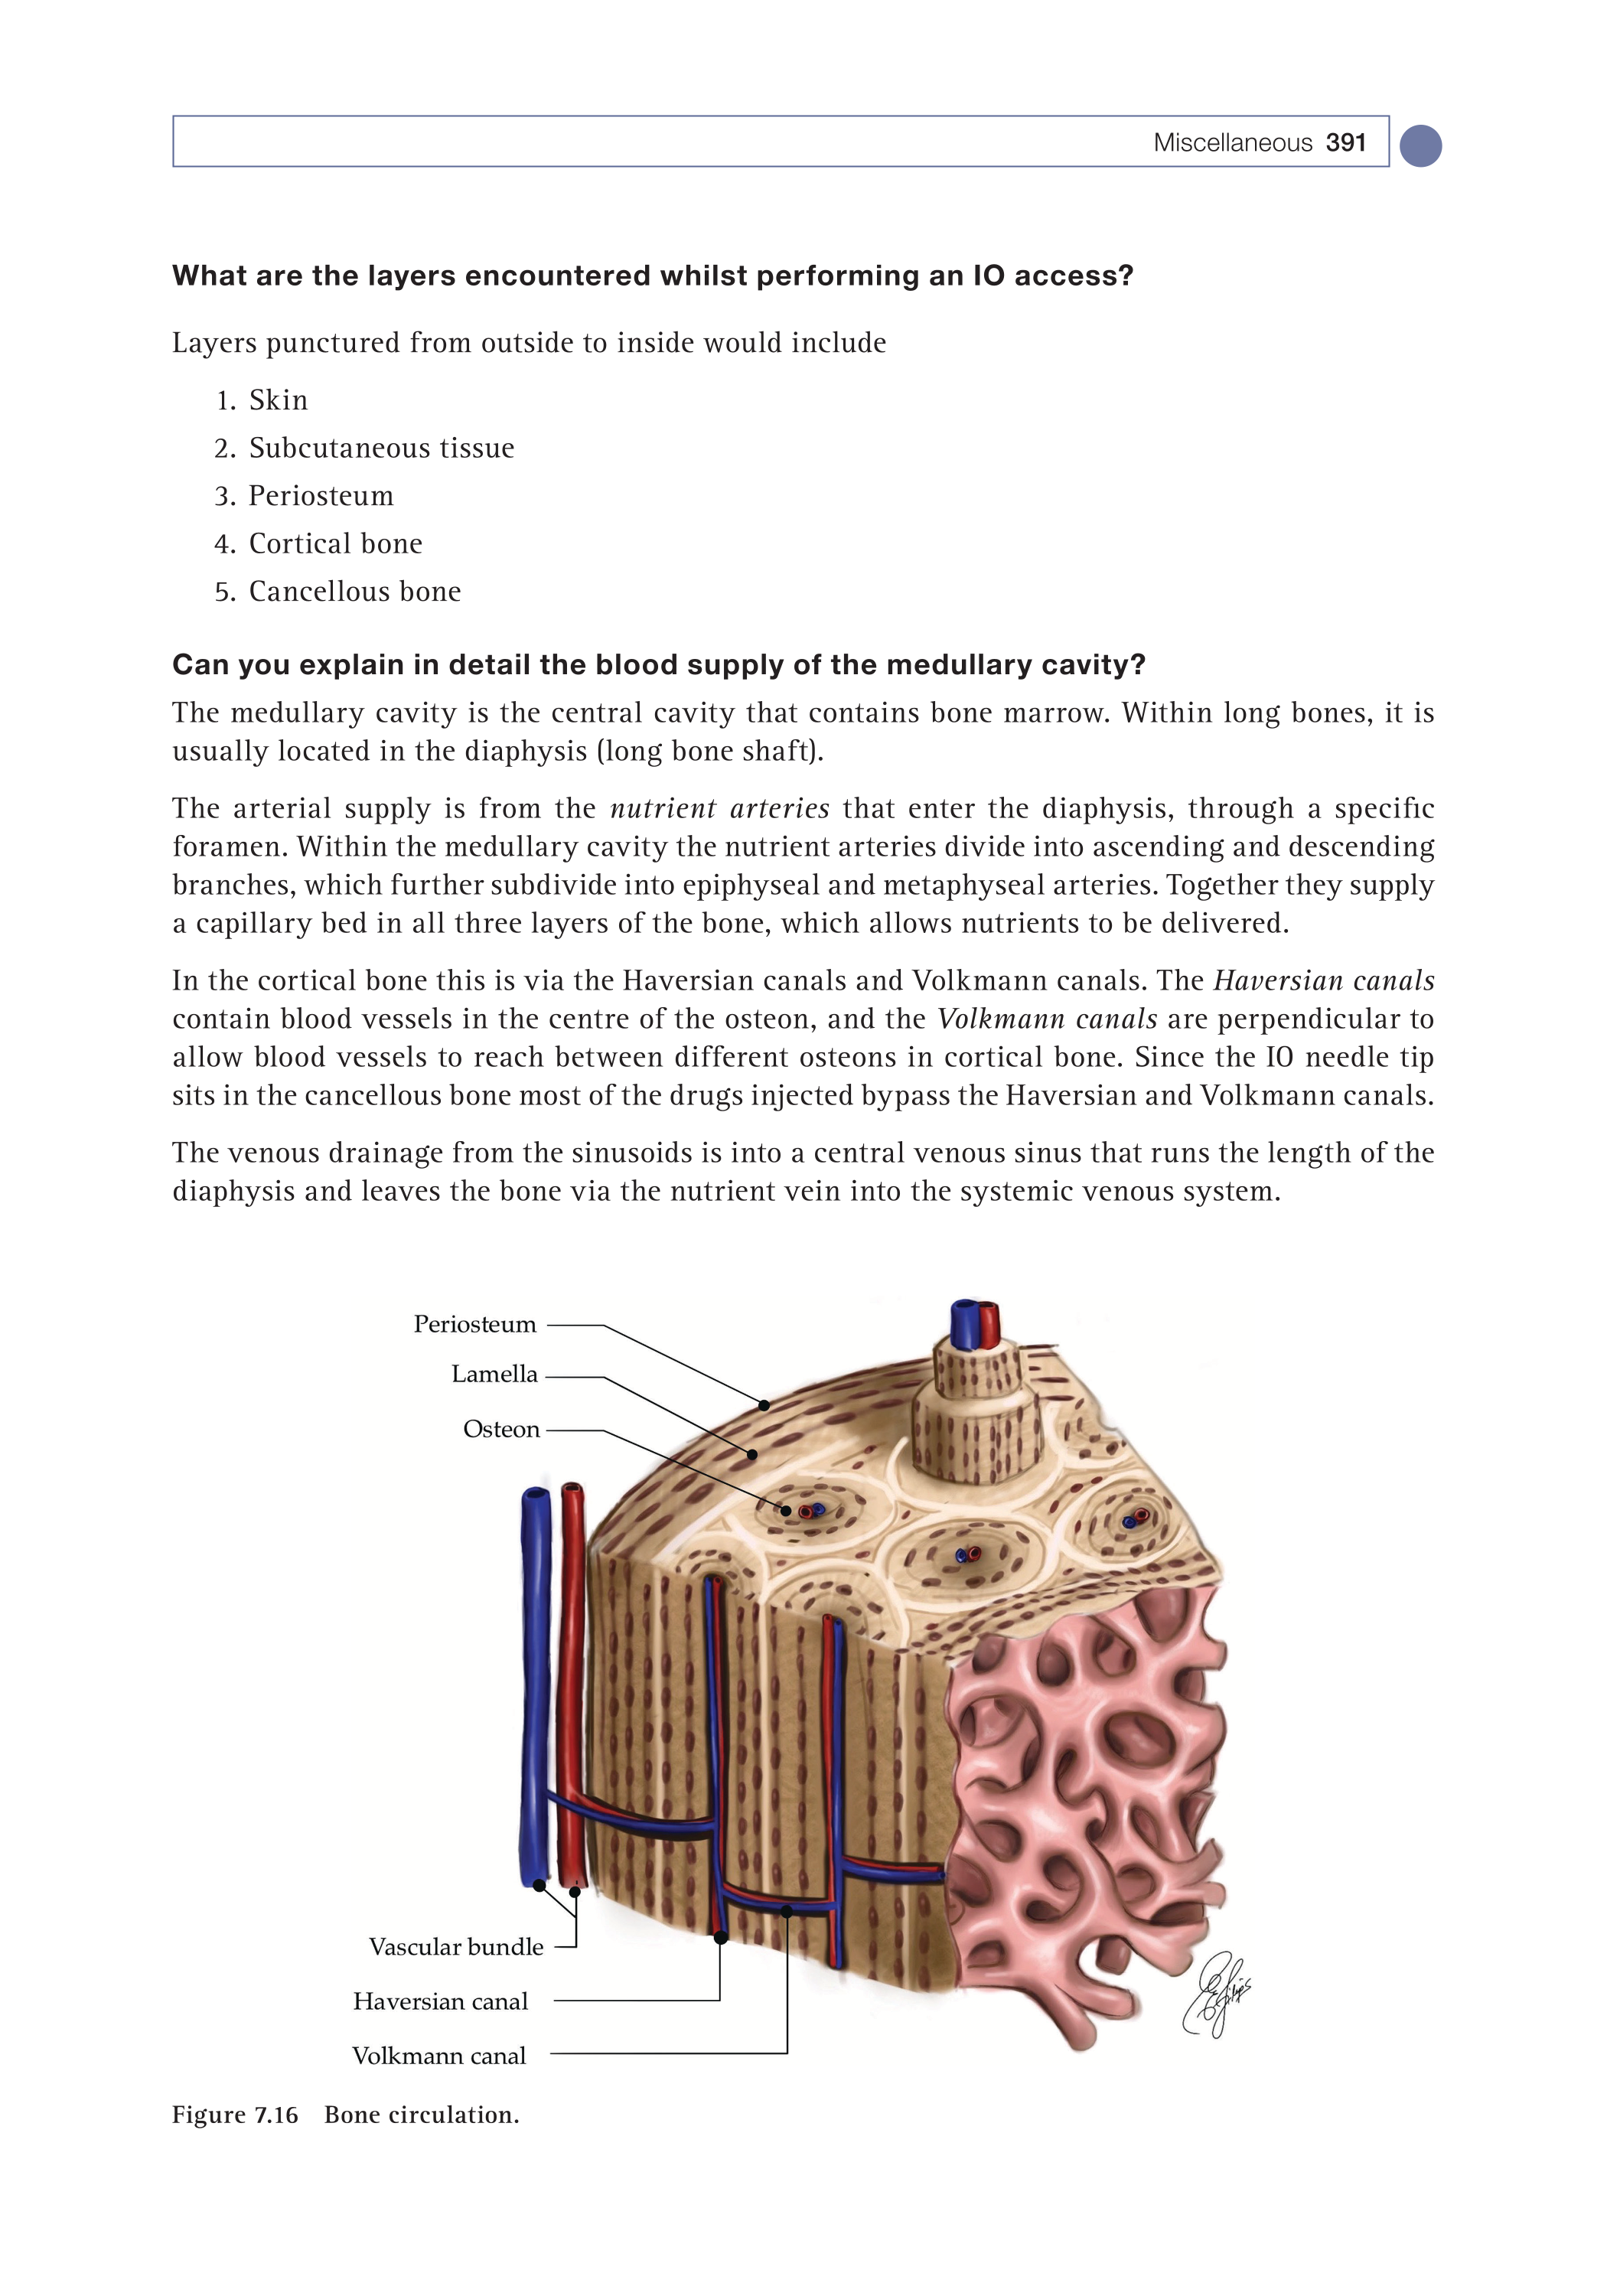 Miscellaneous 391
What are the layers encountered whilst performing an IO access?
Layers punctured from outside to inside would include
1. Skin
2. Subcutaneous tissue
3. Periosteum
4. Cortical bone
5. Cancellous bone
Can you explain in detail the blood supply of the medullary cavity?
The medullary cavity is the central cavity that contains bone marrow. Within long bones, it is
usually located in the diaphysis (long bone shaft).
The arterial supply is from the nutrient arteries that enter the diaphysis, through a specific
foramen. Within the medullary cavity the nutrient arteries divide into ascending and descending
branches, which further subdivide into epiphyseal and metaphyseal arteries. Together they supply
a capillary bed in all three layers of the bone, which allows nutrients to be delivered.
In the cortical bone this is via the Haversian canals and Volkmann canals. The Haversian canals
contain blood vessels in the centre of the osteon, and the Volkmann canals are perpendicular to
allow blood vessels to reach between different osteons in cortical bone. Since the IO needle tip
sits in the cancellous bone most of the drugs injected bypass the Haversian and Volkmann canals.
The venous drainage from the sinusoids is into a central venous sinus that runs the length of the
diaphysis and leaves the bone via the nutrient vein into the systemic venous system.
Periosteum
Lamella
Osteon
Vascular bundle
Haversian canal
Volkmann canal
Figure 7.16 Bone circulation.